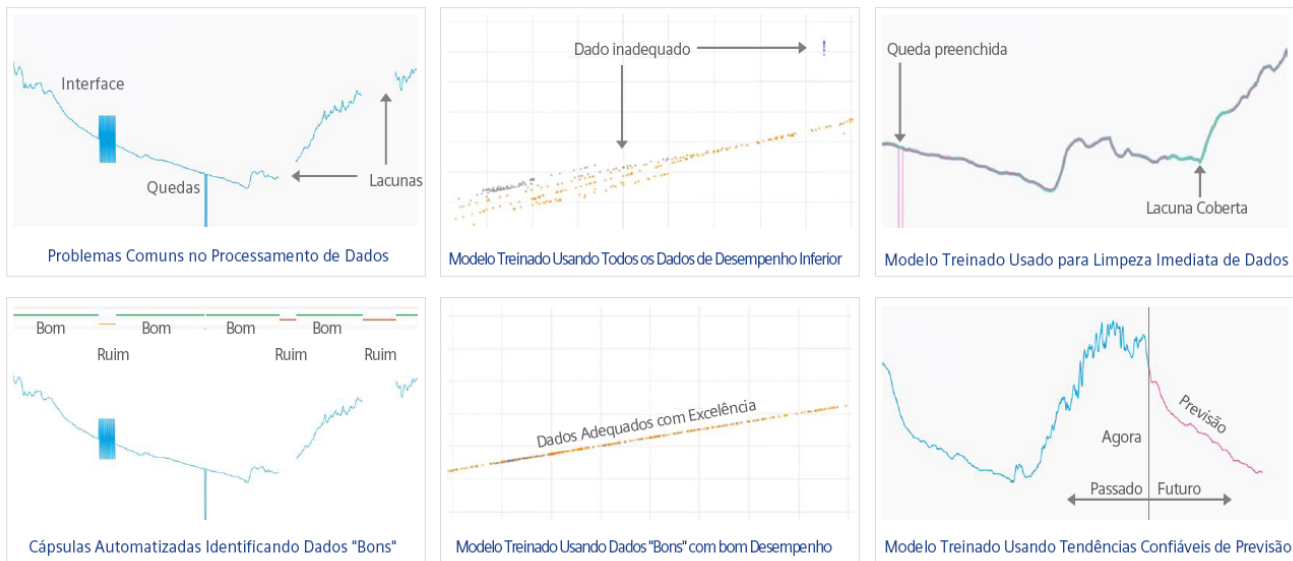 Interface
Quedas
Lacunas
Problemas Comuns no Processamento de Dados
Dado inadequado
Modelo Treinado Usando Todos os Dados de Desempenho Inferior
Queda preenchida
Lacuna Coberta
Modelo Treinado Usado para Limpeza Imediata de Dados
Bom Bom Bom Bom
Ruim Ruim Ruim
Cápsulas Automatizadas Identificando Dados "Bons"
Dados Adequados com Excelência
Modelo Treinado Usando Dados "Bons" com bom Desempenho
Previsão
Agora
Passado Futuro
Modelo Treinado Usando Tendências Confiáveis de Previsão